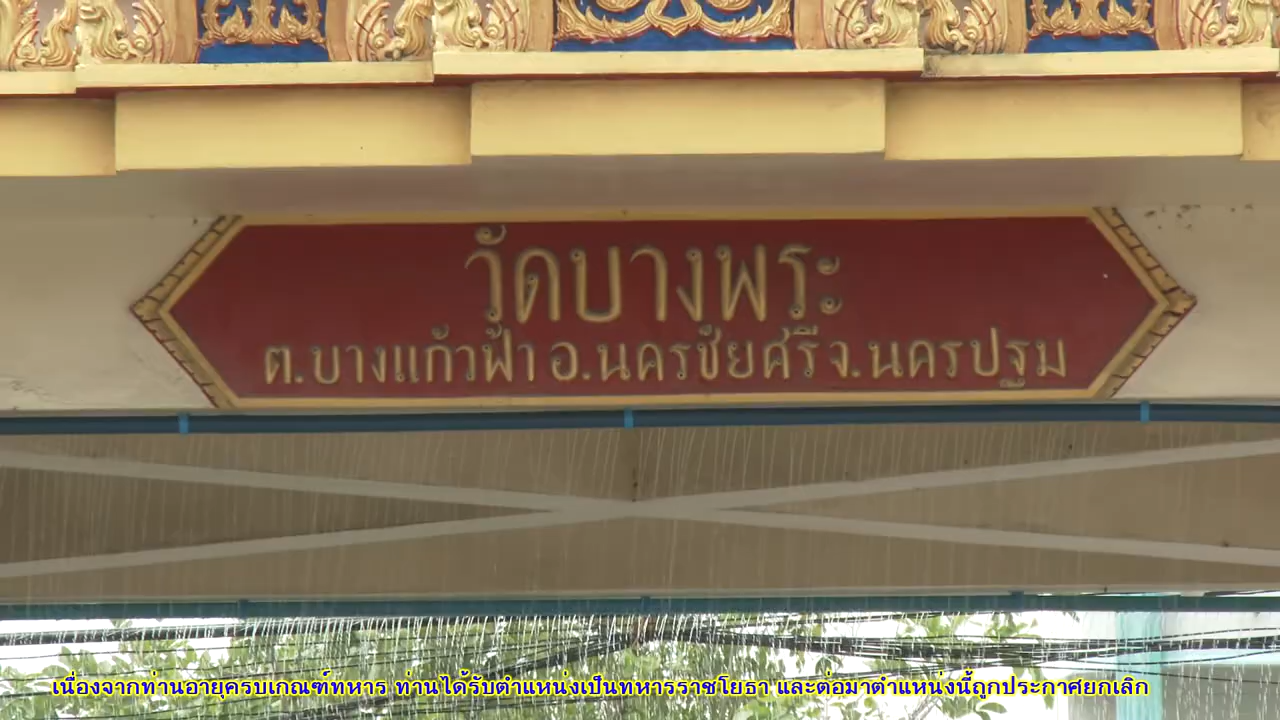 วัดบางพระ
ต.บางแก้วฟ้า อ.นครชัยศรี จ.นครปฐม
เนื่องจากท่านอายุครบเกณฑ์ทหาร ท่านได้รับตำแหน่งเป็นทหารราชโยธา และต่อมาตำแหน่งนี้ถูกประกาศยกเลิก